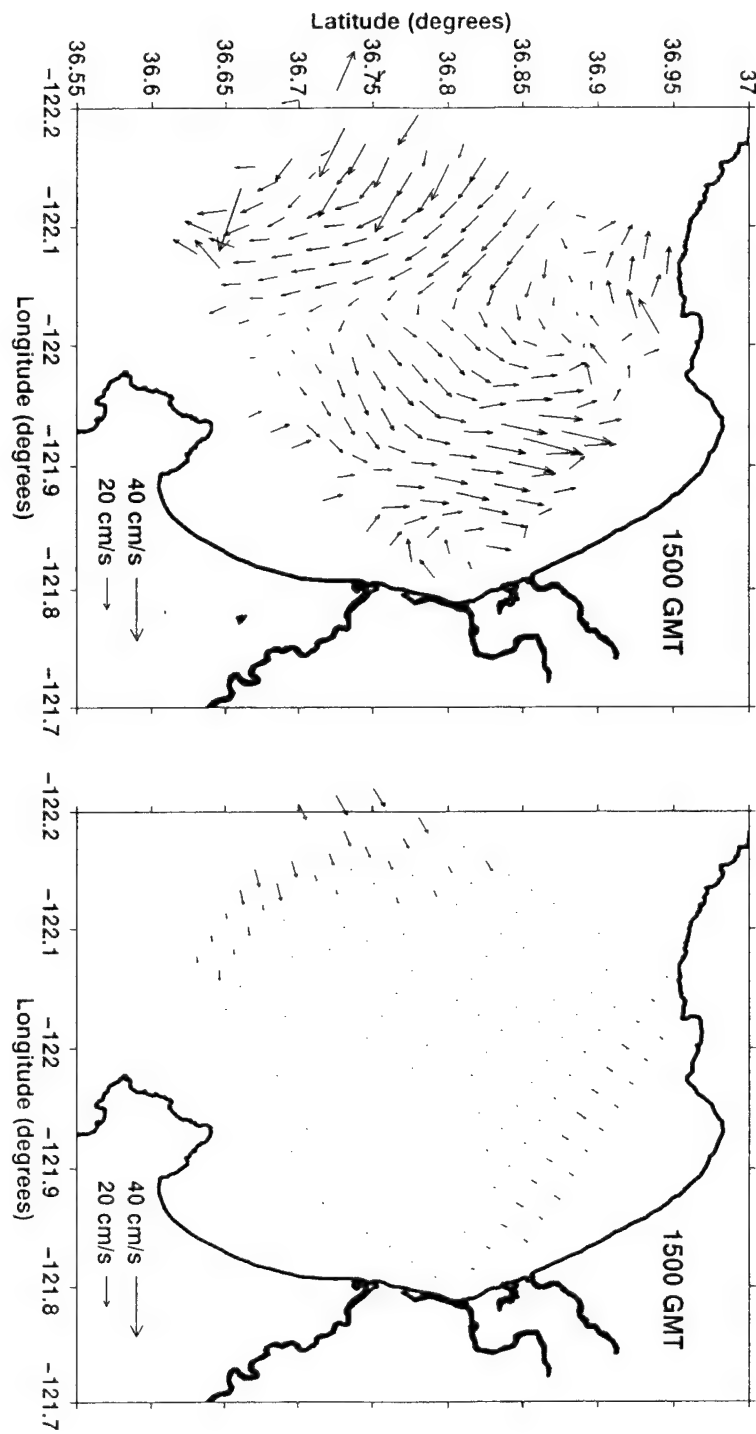 Latitude (degrees)
37
36.95
36.9
36.85
36.8
36.75
36.7
36.65
36.6
36.55
-122.2
-122.1
-122
-121.9
-121.8
-121.7
Longitude (degrees)
1500 GMT
40 cm/s
20 cm/s
-122.2
-122.1
-122
-121.9
-121.8
-121.7
Longitude (degrees)
1500 GMT
40 cm/s
20 cm/s